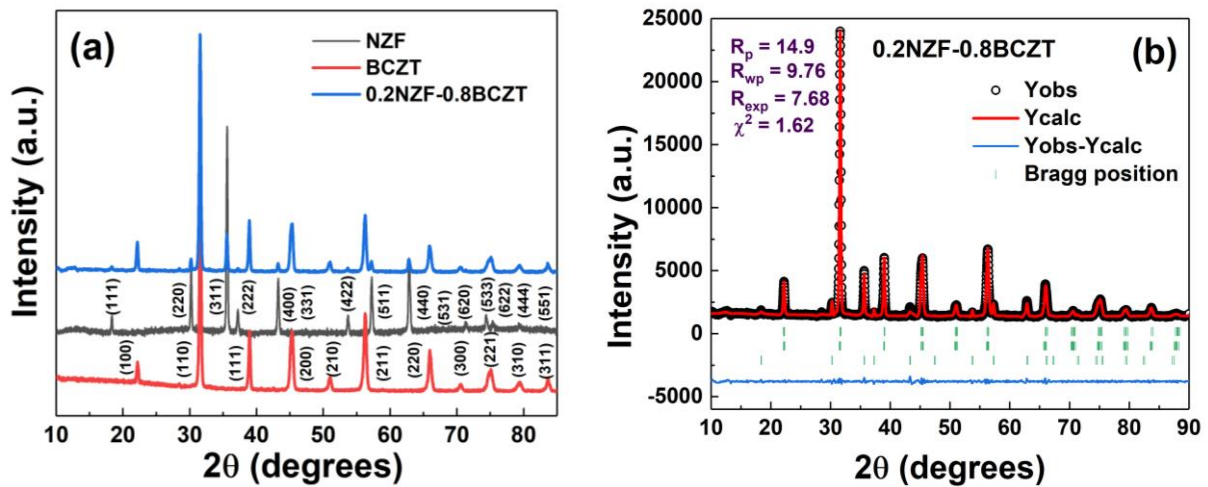 (a)
NZF
BCZT
0.2NZF-0.8BCZT
Intensity (a.u.)
(111)
(220)
(311)
(222)
(400)
(331)
(422)
(511)
(440)
(531)
(620)
(533)
(622)
(444)
(551)
(100)
(110)
(111)
(200)
(210)
(211)
(220)
(300)
(221)
(310)
(311)
10 20 30 40 50 60 70 80
2θ (degrees)
(b)
0.2NZF-0.8BCZT
Rp = 14.9
Rwp = 9.76
Rexp = 7.68
χ² = 1.62
Yobs
Ycalc
Yobs-Ycalc
Bragg position
Intensity (a.u.)
25000
20000
15000
10000
5000
0
-5000
10 20 30 40 50 60 70 80 90
2θ (degrees)